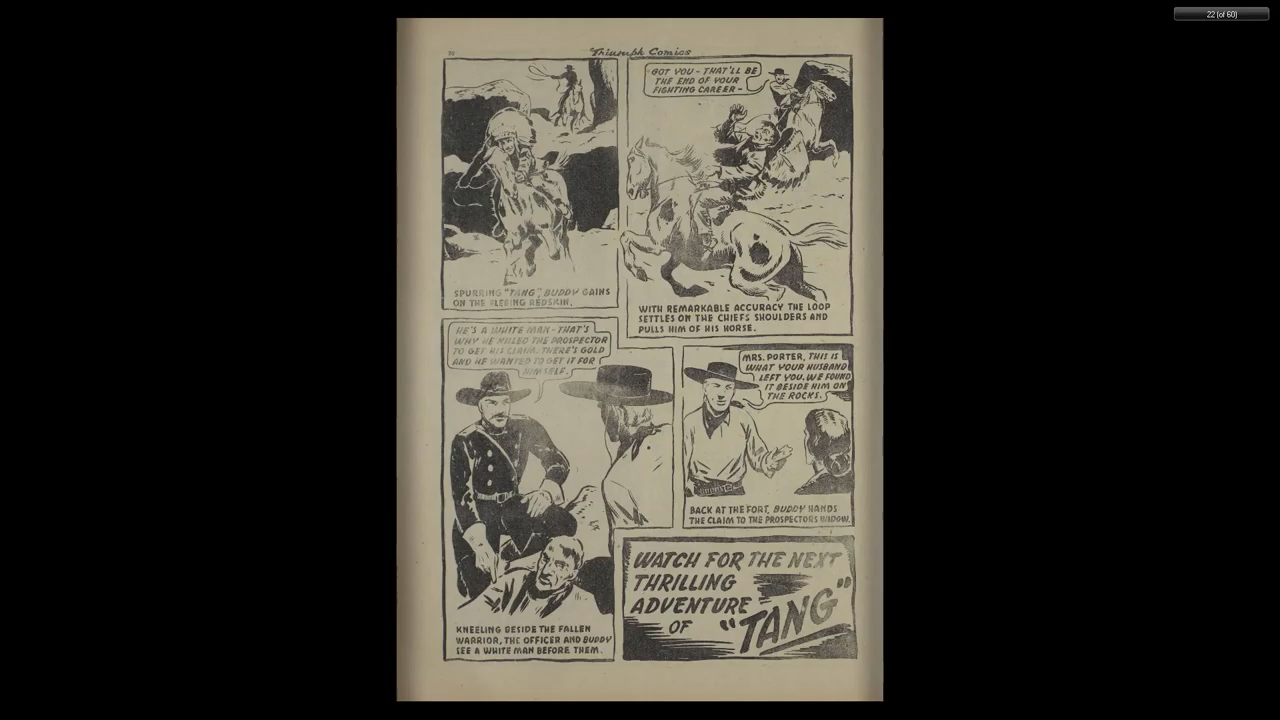 22 (of 60)
Triumph Comics
SPURRING "TANG", BUDDY GAINS
ON THE FLEEING REDSKIN.
GOT YOU - THAT'LL BE
THE END OF YOUR
FIGHTING CAREER -
WITH REMARKABLE ACCURACY THE LOOP
SETTLES ON THE CHIEF'S SHOULDERS AND
PULLS HIM OF HIS HORSE.
HE'S A WHITE MAN - THAT'S
WHY HE KILLED THE PROSPECTOR
TO GET HIS CLAIM. THERE'S GOLD
AND HE WANTED TO GET IT FOR
HIMSELF.
KNEELING BESIDE THE FALLEN
WARRIOR, THE OFFICER AND BUDDY
SEE A WHITE MAN BEFORE THEM.
MRS. PORTER, THIS IS
WHAT YOUR HUSBAND
LEFT YOU. WE FOUND
IT BESIDE HIM ON
THE ROCKS.
BACK AT THE FORT, BUDDY HANDS
THE CLAIM TO THE PROSPECTORS WIDOW.
WATCH FOR THE NEXT
THRILLING
ADVENTURE
OF "TANG"